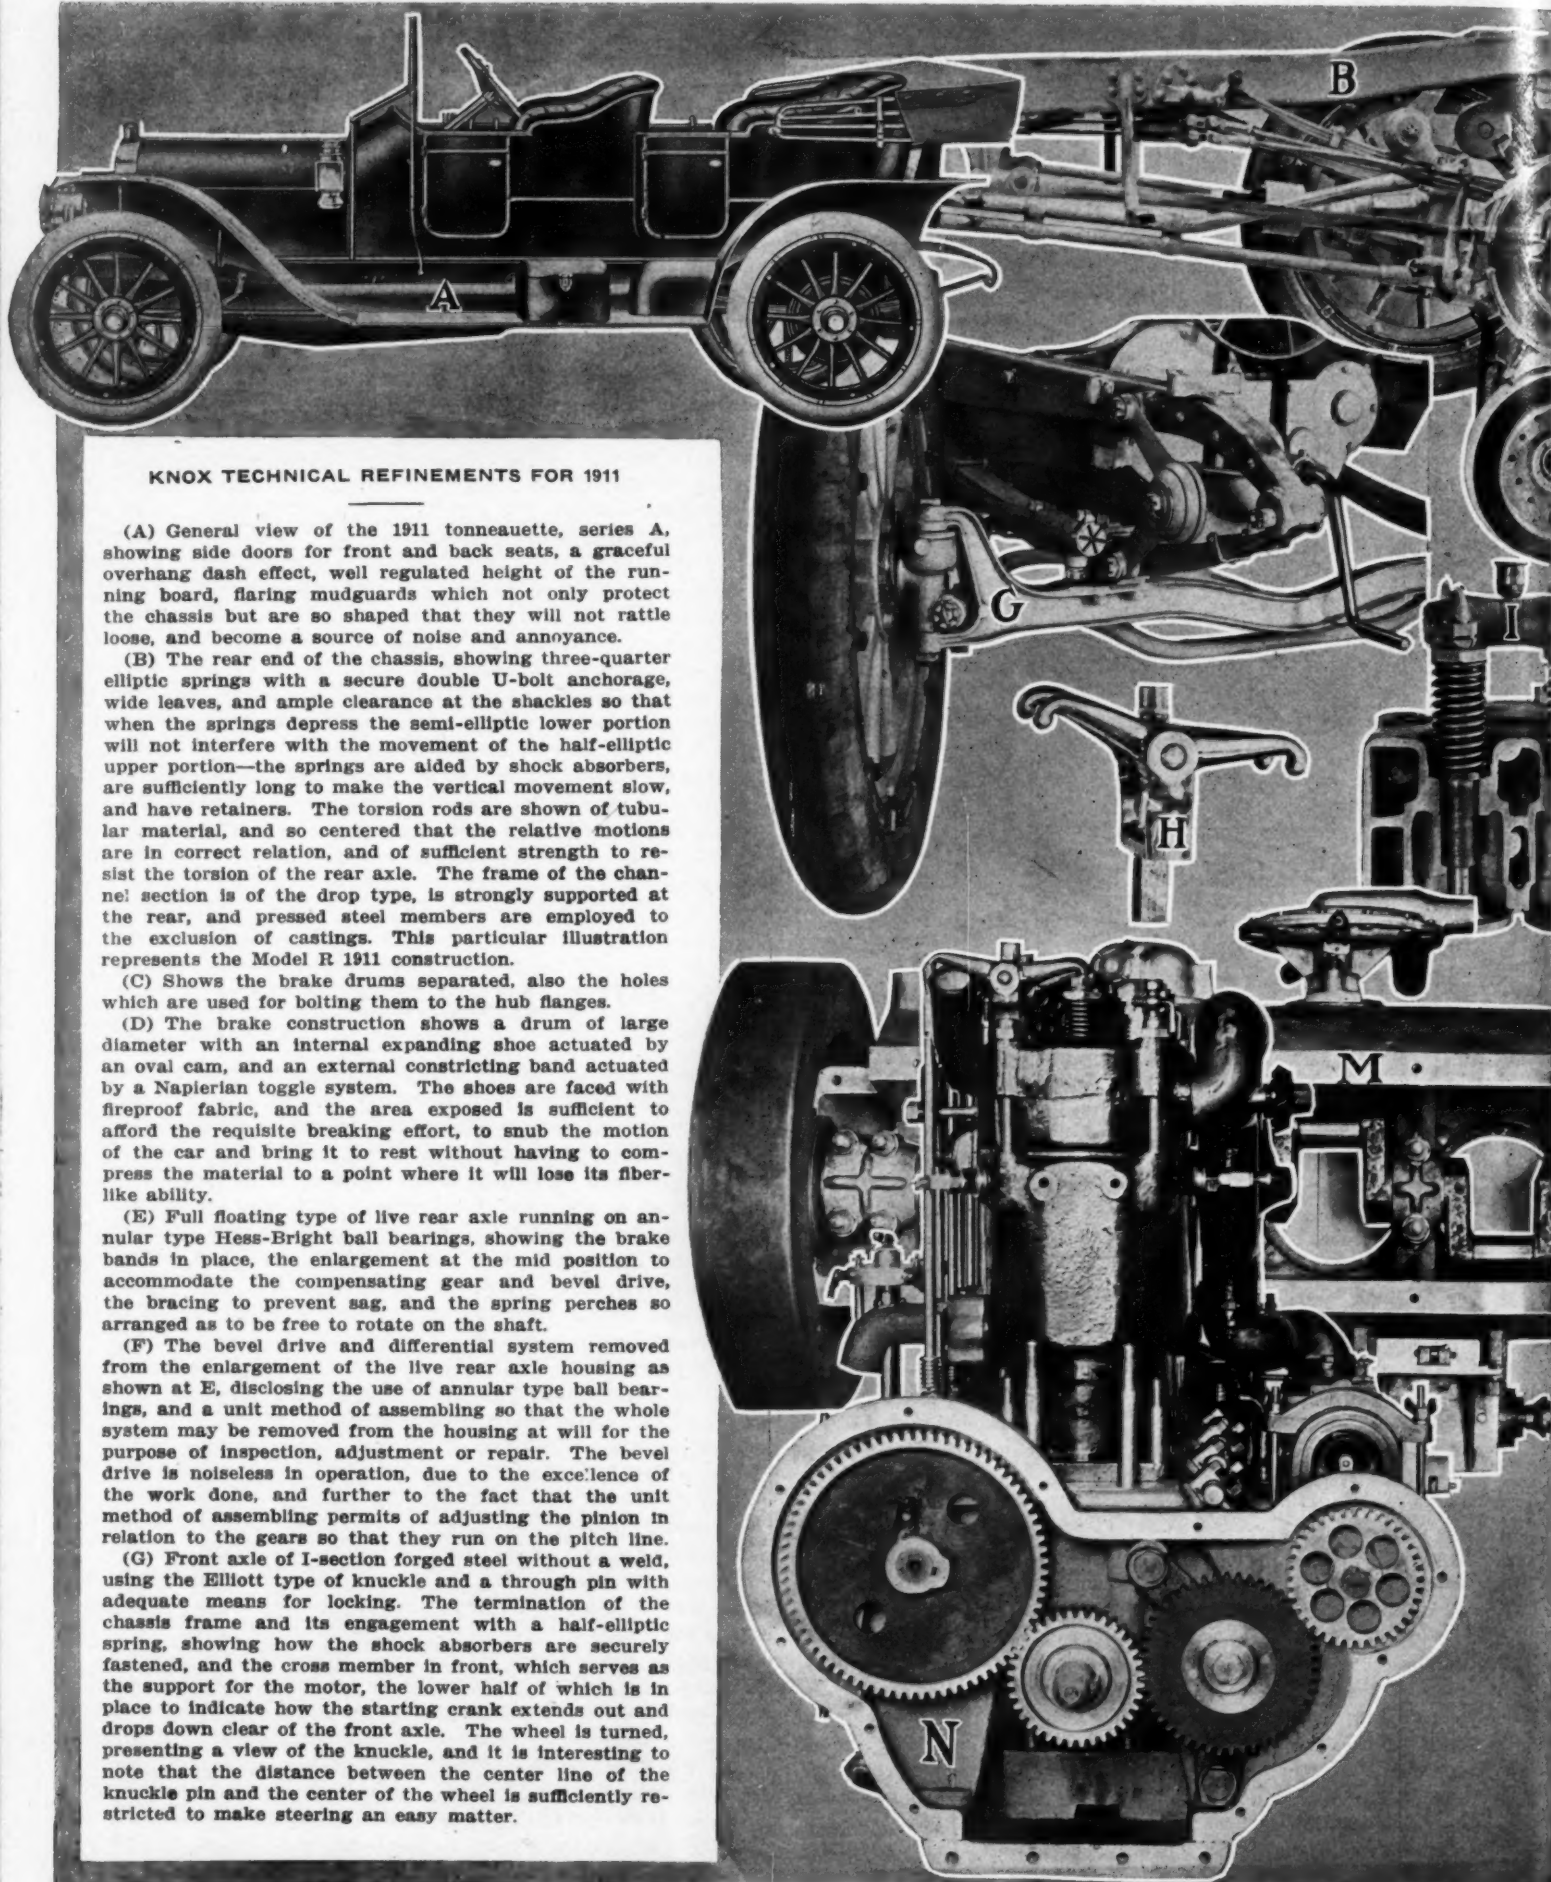 KNOX TECHNICAL REFINEMENTS FOR 1911
(A) General view of the 1911 tonneauette, series A,
showing side doors for front and back seats, a graceful
overhang dash effect, well regulated height of the run-
ning board, flaring mudguards which not only protect
the chassis but are so shaped that they will not rattle
loose, and become a source of noise and annoyance.
(B) The rear end of the chassis, showing three-quarter
elliptic springs with a secure double U-bolt anchorage,
wide leaves, and ample clearance at the shackles so that
when the springs depress the semi-elliptic lower portion
will not interfere with the movement of the half-elliptic
upper portion—the springs are aided by shock absorbers,
are sufficiently long to make the vertical movement slow,
and have retainers. The torsion rods are shown of tubu-
lar material, and so centered that the relative motions
are in correct relation, and of sufficient strength to re-
sist the torsion of the rear axle. The frame of the chan-
nel section is of the drop type, is strongly supported at
the rear, and pressed steel members are employed to
the exclusion of castings. This particular illustration
represents the Model R 1911 construction.
(C) Shows the brake drums separated, also the holes
which are used for bolting them to the hub flanges.
(D) The brake construction shows a drum of large
diameter with an internal expanding shoe actuated by
an oval cam, and an external constricting band actuated
by a Napierian toggle system. The shoes are faced with
fireproof fabric, and the area exposed is sufficient to
afford the requisite breaking effort, to snub the motion
of the car and bring it to rest without having to com-
press the material to a point where it will lose its fiber-
like ability.
(E) Full floating type of live rear axle running on an-
nular type Hess-Bright ball bearings, showing the brake
bands in place, the enlargement at the mid position to
accommodate the compensating gear and bevel drive,
the bracing to prevent sag, and the spring perches so
arranged as to be free to rotate on the shaft.
(F) The bevel drive and differential system removed
from the enlargement of the live rear axle housing as
shown at E, disclosing the use of annular type ball bear-
ings, and a unit method of assembling so that the whole
system may be removed from the housing at will for the
purpose of inspection, adjustment or repair. The bevel
drive is noiseless in operation, due to the excellence of
the work done, and further to the fact that the unit
method of assembling permits of adjusting the pinion in
relation to the gears so that they run on the pitch line.
(G) Front axle of I-section forged steel without a weld,
using the Elliott type of knuckle and a through pin with
adequate means for locking. The termination of the
chassis frame and its engagement with a half-elliptic
spring, showing how the shock absorbers are securely
fastened, and the cross member in front, which serves as
the support for the motor, the lower half of which is in
place to indicate how the starting crank extends out and
drops down clear of the front axle. The wheel is turned,
presenting a view of the knuckle, and it is interesting to
note that the distance between the center line of the
knuckle pin and the center of the wheel is sufficiently re-
stricted to make steering an easy matter.
A
B
G
I
H
M
N